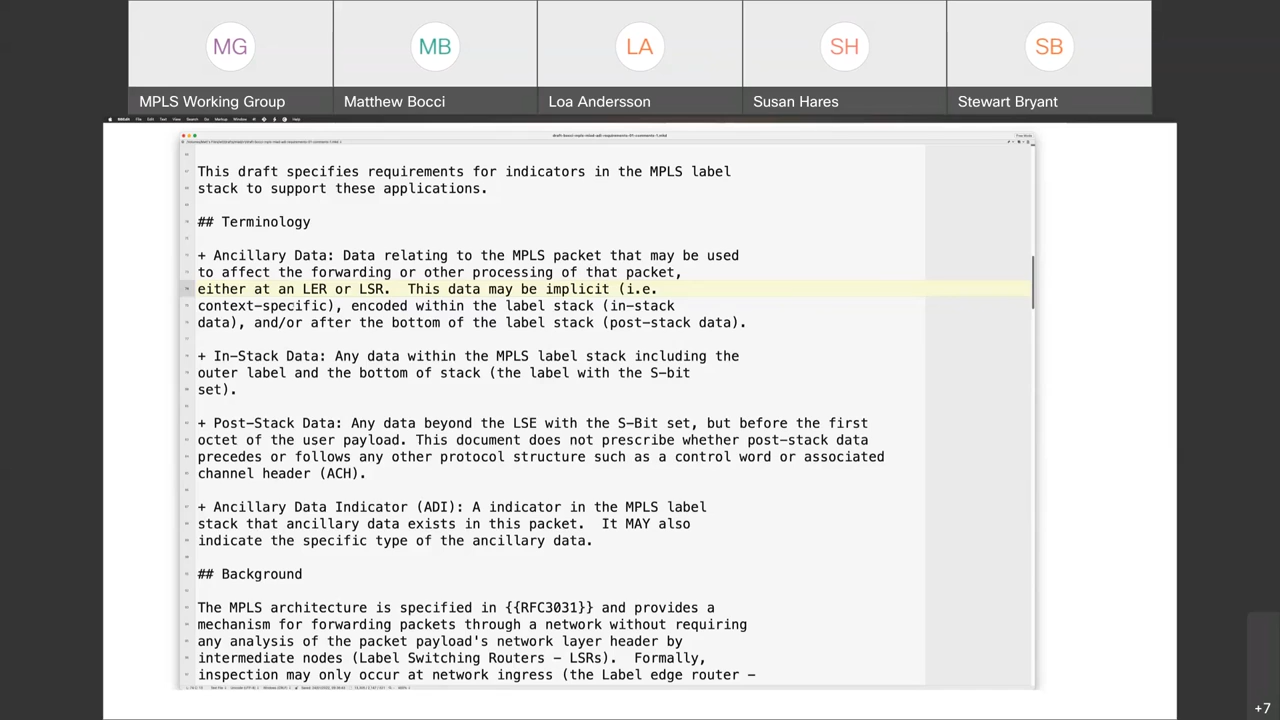 MG
MB
LA
SH
SB
MPLS Working Group
Matthew Bocci
Loa Andersson
Susan Hares
Stewart Bryant
File Edit Text View Search Go Markup Window Help
This draft specifies requirements for indicators in the MPLS label
stack to support these applications.
## Terminology
+ Ancillary Data: Data relating to the MPLS packet that may be used
to affect the forwarding or other processing of that packet,
either at an LER or LSR.  This data may be implicit (i.e.
context-specific), encoded within the label stack (in-stack
data), and/or after the bottom of the label stack (post-stack data).
+ In-Stack Data: Any data within the MPLS label stack including the
outer label and the bottom of stack (the label with the S-bit
set).
+ Post-Stack Data: Any data beyond the LSE with the S-Bit set, but before the first
octet of the user payload. This document does not prescribe whether post-stack data
precedes or follows any other protocol structure such as a control word or associated
channel header (ACH).
+ Ancillary Data Indicator (ADI): A indicator in the MPLS label
stack that ancillary data exists in this packet.  It MAY also
indicate the specific type of the ancillary data.
## Background
The MPLS architecture is specified in {{RFC3031}} and provides a
mechanism for forwarding packets through a network without requiring
any analysis of the packet payload's network layer header by
intermediate nodes (Label Switching Routers - LSRs).  Formally,
inspection may only occur at network ingress (the Label edge router -
+7